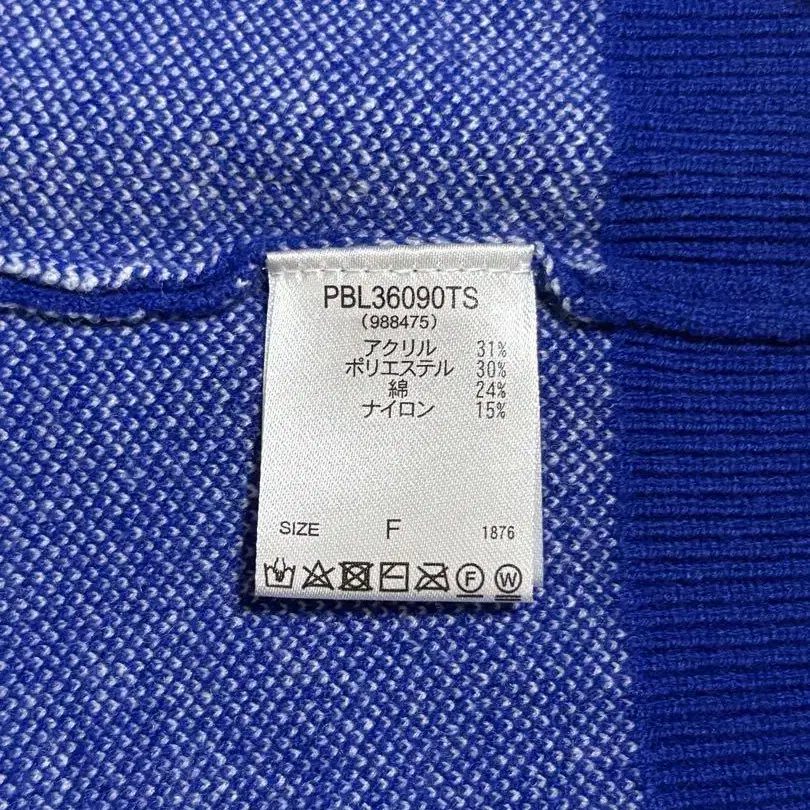 PBL36090TS
(988475)
アクリル 31%
ポリエステル 30%
綿 24%
ナイロン 15%
SIZE F 1876
F W